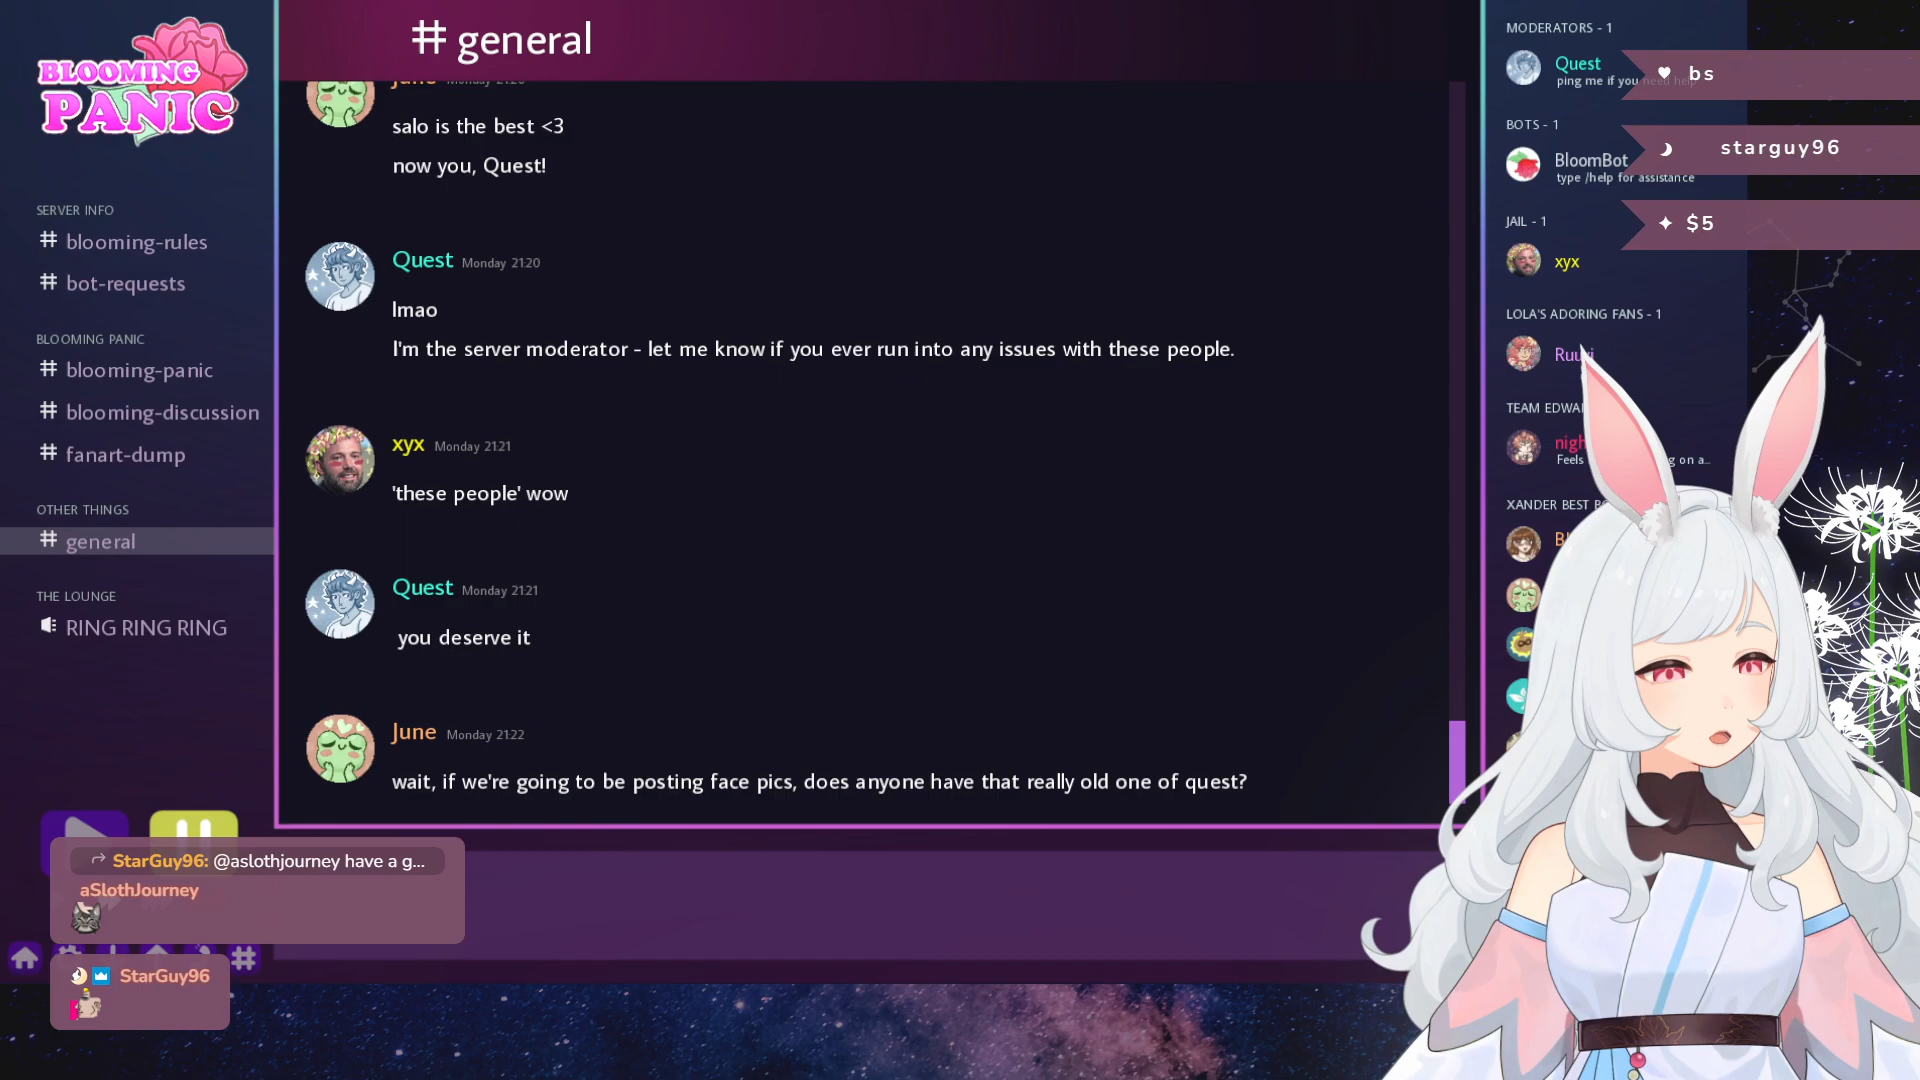 BLOOMING
PANIC
SERVER INFO
# blooming-rules
# bot-requests
BLOOMING PANIC
# blooming-panic
# blooming-discussion
# fanart-dump
OTHER THINGS
# general
THE LOUNGE
RING RING RING
# general
June Monday 21:20
salo is the best <3
now you, Quest!
Quest Monday 21:20
lmao
I'm the server moderator - let me know if you ever run into any issues with these people.
xyx Monday 21:21
'these people' wow
Quest Monday 21:21
you deserve it
June Monday 21:22
wait, if we're going to be posting face pics, does anyone have that really old one of quest?
StarGuy96: @aslothjourney have a g...
aSlothJourney
StarGuy96
MODERATORS - 1
Quest
ping me if you need help
BOTS - 1
BloomBot
type /help for assistance
JAIL - 1
xyx
LOLA'S ADORING FANS - 1
TEAM
Feels
on a...
XANDER BEST
♥ bs
starguy96
✦ $5